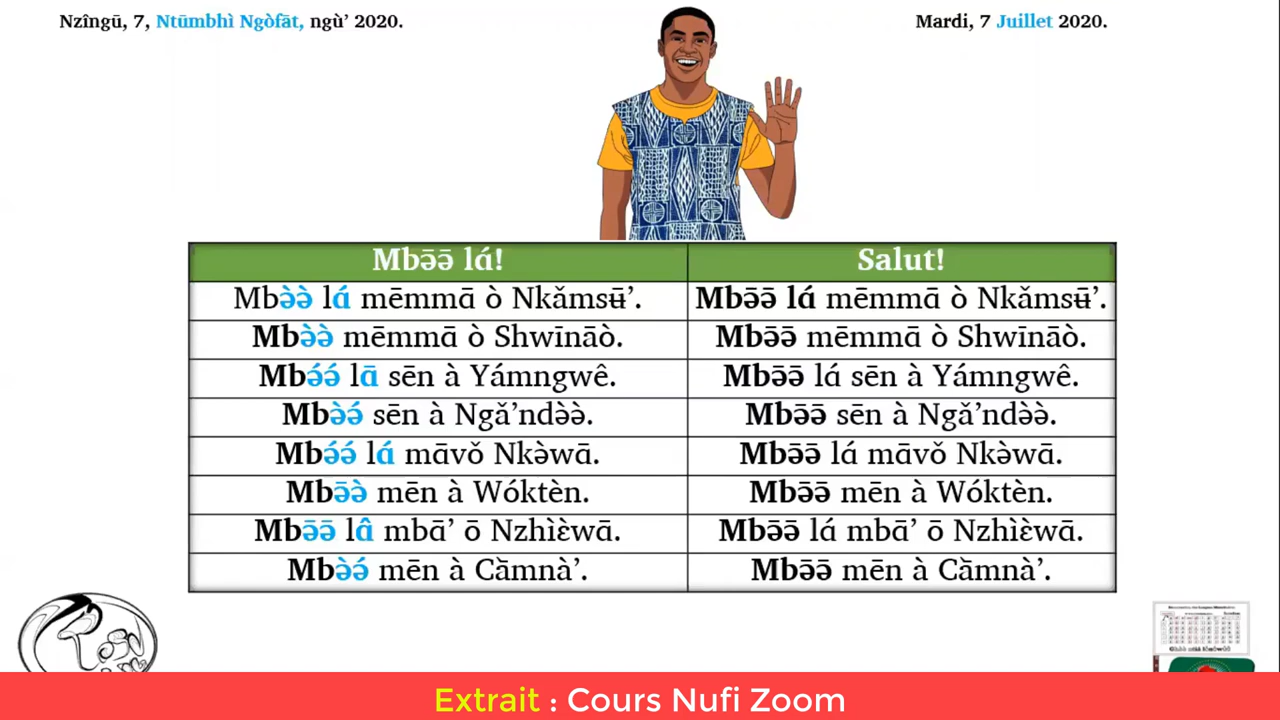 Nzîngū, 7, Ntūmbhì Ngòfāt, ngù’ 2020.
Mardi, 7 Juillet 2020.
Mbə̄ə̄ lá!
Salut!
Mbə̀ə̀ lá mēmmā ò Nkǎmsʉ̄’.
Mbə̄ə̄ lá mēmmā ò Nkǎmsʉ̄’.
Mbə̀ə̀ mēmmā ò Shwīnāò.
Mbə̄ə̄ mēmmā ò Shwīnāò.
Mbə́ə́ lā sēn à Yámngwê.
Mbə̄ə̄ lá sēn à Yámngwê.
Mbə̀ə́ sēn à Ngǎ’ndə̀ə̀.
Mbə̄ə̄ sēn à Ngǎ’ndə̀ə̀.
Mbə́ə́ lá māvǒ Nkə̀wā.
Mbə̄ə̄ lá māvǒ Nkə̀wā.
Mbə̄ə̀ mēn à Wóktèn.
Mbə̄ə̄ mēn à Wóktèn.
Mbə̄ə̄ lâ mbā’ ō Nzhìɛ̀wā.
Mbə̄ə̄ lá mbā’ ō Nzhìɛ̀wā.
Mbə̀ə́ mēn à Cāmnà’.
Mbə̄ə̄ mēn à Cāmnà’.
Extrait : Cours Nufi Zoom